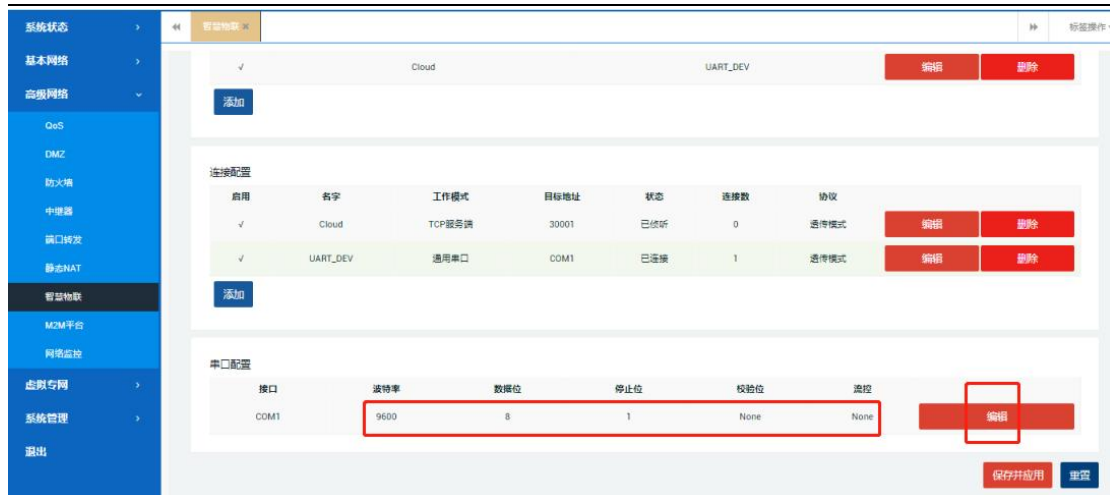 系统状态
基本网络
高级网络
QoS
DMZ
防火墙
中继器
端口转发
静态NAT
智慧物联
M2M平台
网络监控
虚拟专网
系统管理
退出
智慧物联 ×
标签操作
√ Cloud UART_DEV 编辑 删除
添加
连接配置
启用 名字 工作模式 目标地址 状态 连接数 协议
√ Cloud TCP服务端 30001 已侦听 0 透传模式 编辑 删除
√ UART_DEV 通用串口 COM1 已连接 1 透传模式 编辑 删除
添加
串口配置
接口 波特率 数据位 停止位 校验位 流控
COM1 9600 8 1 None None 编辑
保存并应用 重置